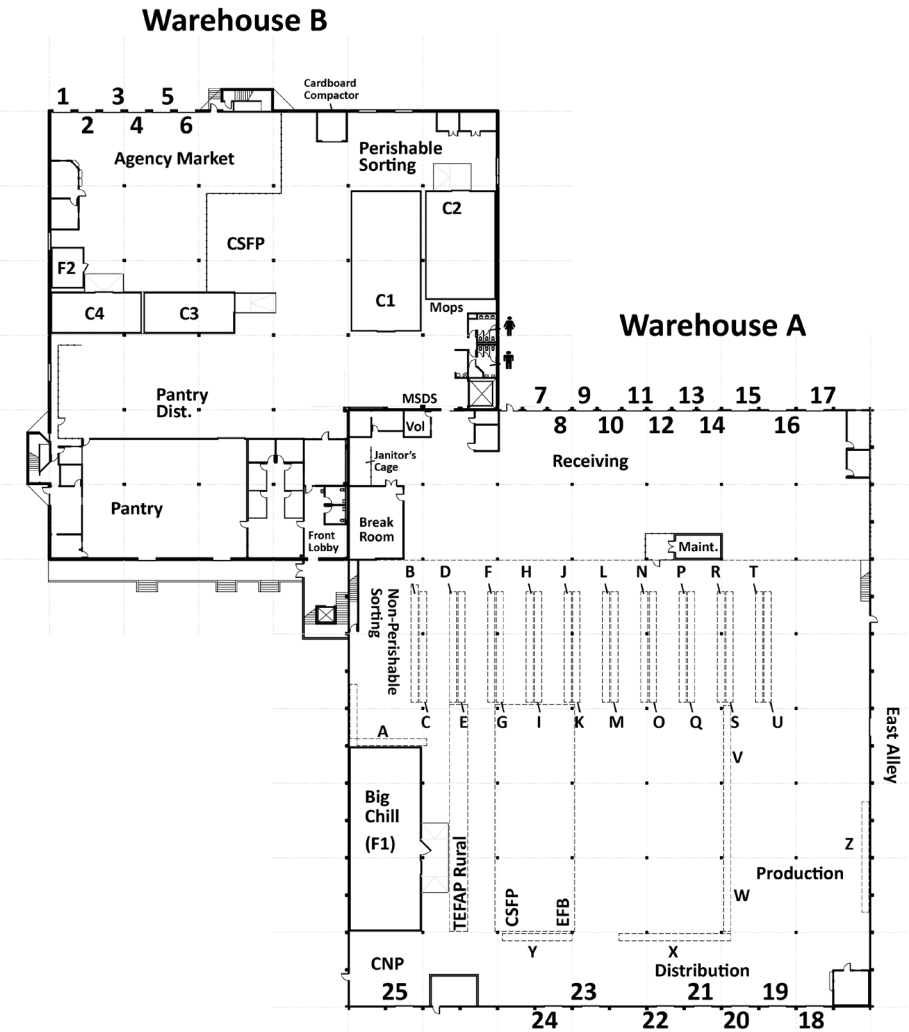 Warehouse B
Cardboard
Compactor
1 3 5
2 4 6
Agency Market
Perishable
Sorting
C2
CSFP
F2
C1
C4
C3
Mops
Warehouse A
Pantry
Dist.
MSDS
7 9 11 13 15 17
8 10 12 14 16
Vol
Receiving
Janitor's
Cage
Pantry
Break
Room
Front
Lobby
Maint.
B D F H J L N P R T
Non-Perishable
Sorting
C E G I K M O Q S U
A
V
East Alley
Big
Chill
(F1)
Z
TEFAP Rural
Production
CSFP
EFB
W
Y
X
CNP
Distribution
25 23 21 19
24 22 20 18